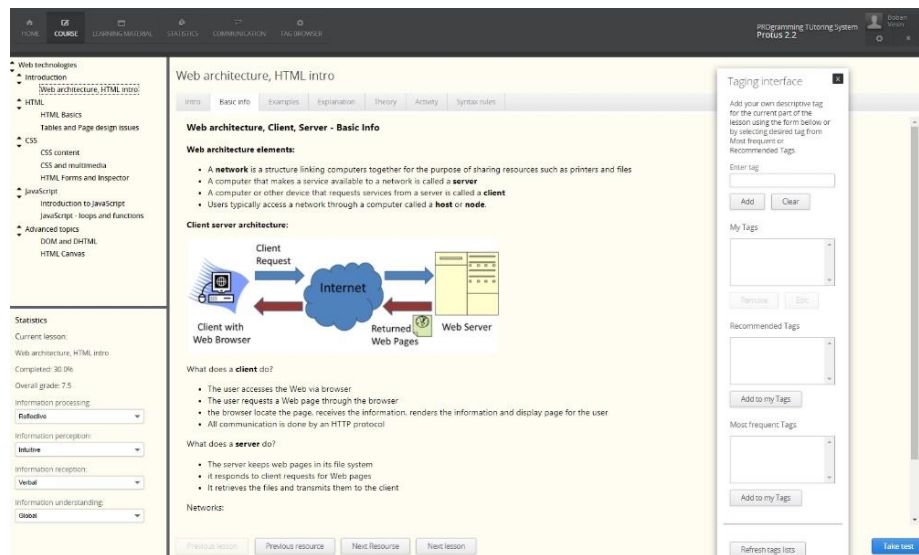 HOME
COURSE
LEARNING MATERIAL
STATISTICS
COMMUNICATION
TAG BROWSER
PROgramming TUtoring System
Protus 2.2
Boban
Vesin
Web technologies
Introduction
Web architecture, HTML intro
HTML
HTML Basics
Tables and Page design issues
CSS
CSS content
CSS and multimedia
HTML Forms and Inspector
JavaScript
Introduction to JavaScript
JavaScript - loops and functions
Advanced topics
DOM and DHTML
HTML Canvas
Statistics
Current lesson:
Web architecture, HTML intro
Completed: 30.0%
Overall grade: 7.5
Information processing:
Reflective
Information perception:
Intuitive
Information reception:
Verbal
Information understanding:
Global
Web architecture, HTML intro
Intro
Basic info
Examples
Explanation
Theory
Activity
Syntax rules
Web architecture, Client, Server - Basic Info
Web architecture elements:
• A network is a structure linking computers together for the purpose of sharing resources such as printers and files
• A computer that makes a service available to a network is called a server
• A computer or other device that requests services from a server is called a client
• Users typically access a network through a computer called a host or node.
Client server architecture:
Client
Request
Internet
Client with
Web Browser
Returned
Web Pages
Web Server
What does a client do?
• The user accesses the Web via browser
• The user requests a Web page through the browser
• the browser locate the page, receives the information, renders the information and display page for the user
• All communication is done by an HTTP protocol
What does a server do?
• The server keeps web pages in its file system
• it responds to client requests for Web pages
• It retrieves the files and transmits them to the client
Networks:
Previous lesson
Previous resource
Next Resourse
Next lesson
Taging interface
x
Add your own descriptive tag
for the current part of the
lesson using the form bellow or
by selecting desired tag from
Most frequent or
Recommended Tags.
Enter tag
Add
Clear
My Tags
Remove
Edit
Recommended Tags
Add to my Tags
Most frequent Tags
Add to my Tags
Refresh tags lists
Take test